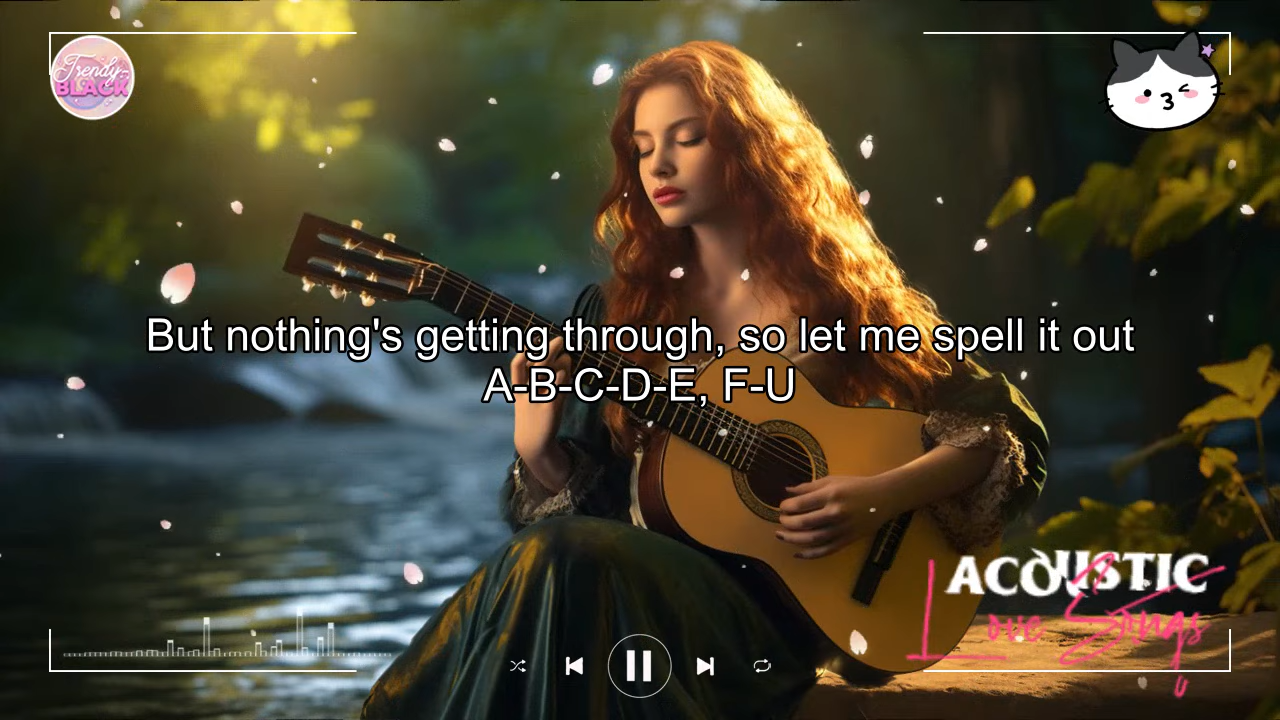 Trendy
BLACK
But nothing's getting through, so let me spell it out
A-B-C-D-E, F-U
ACOUSTIC
Love Songs